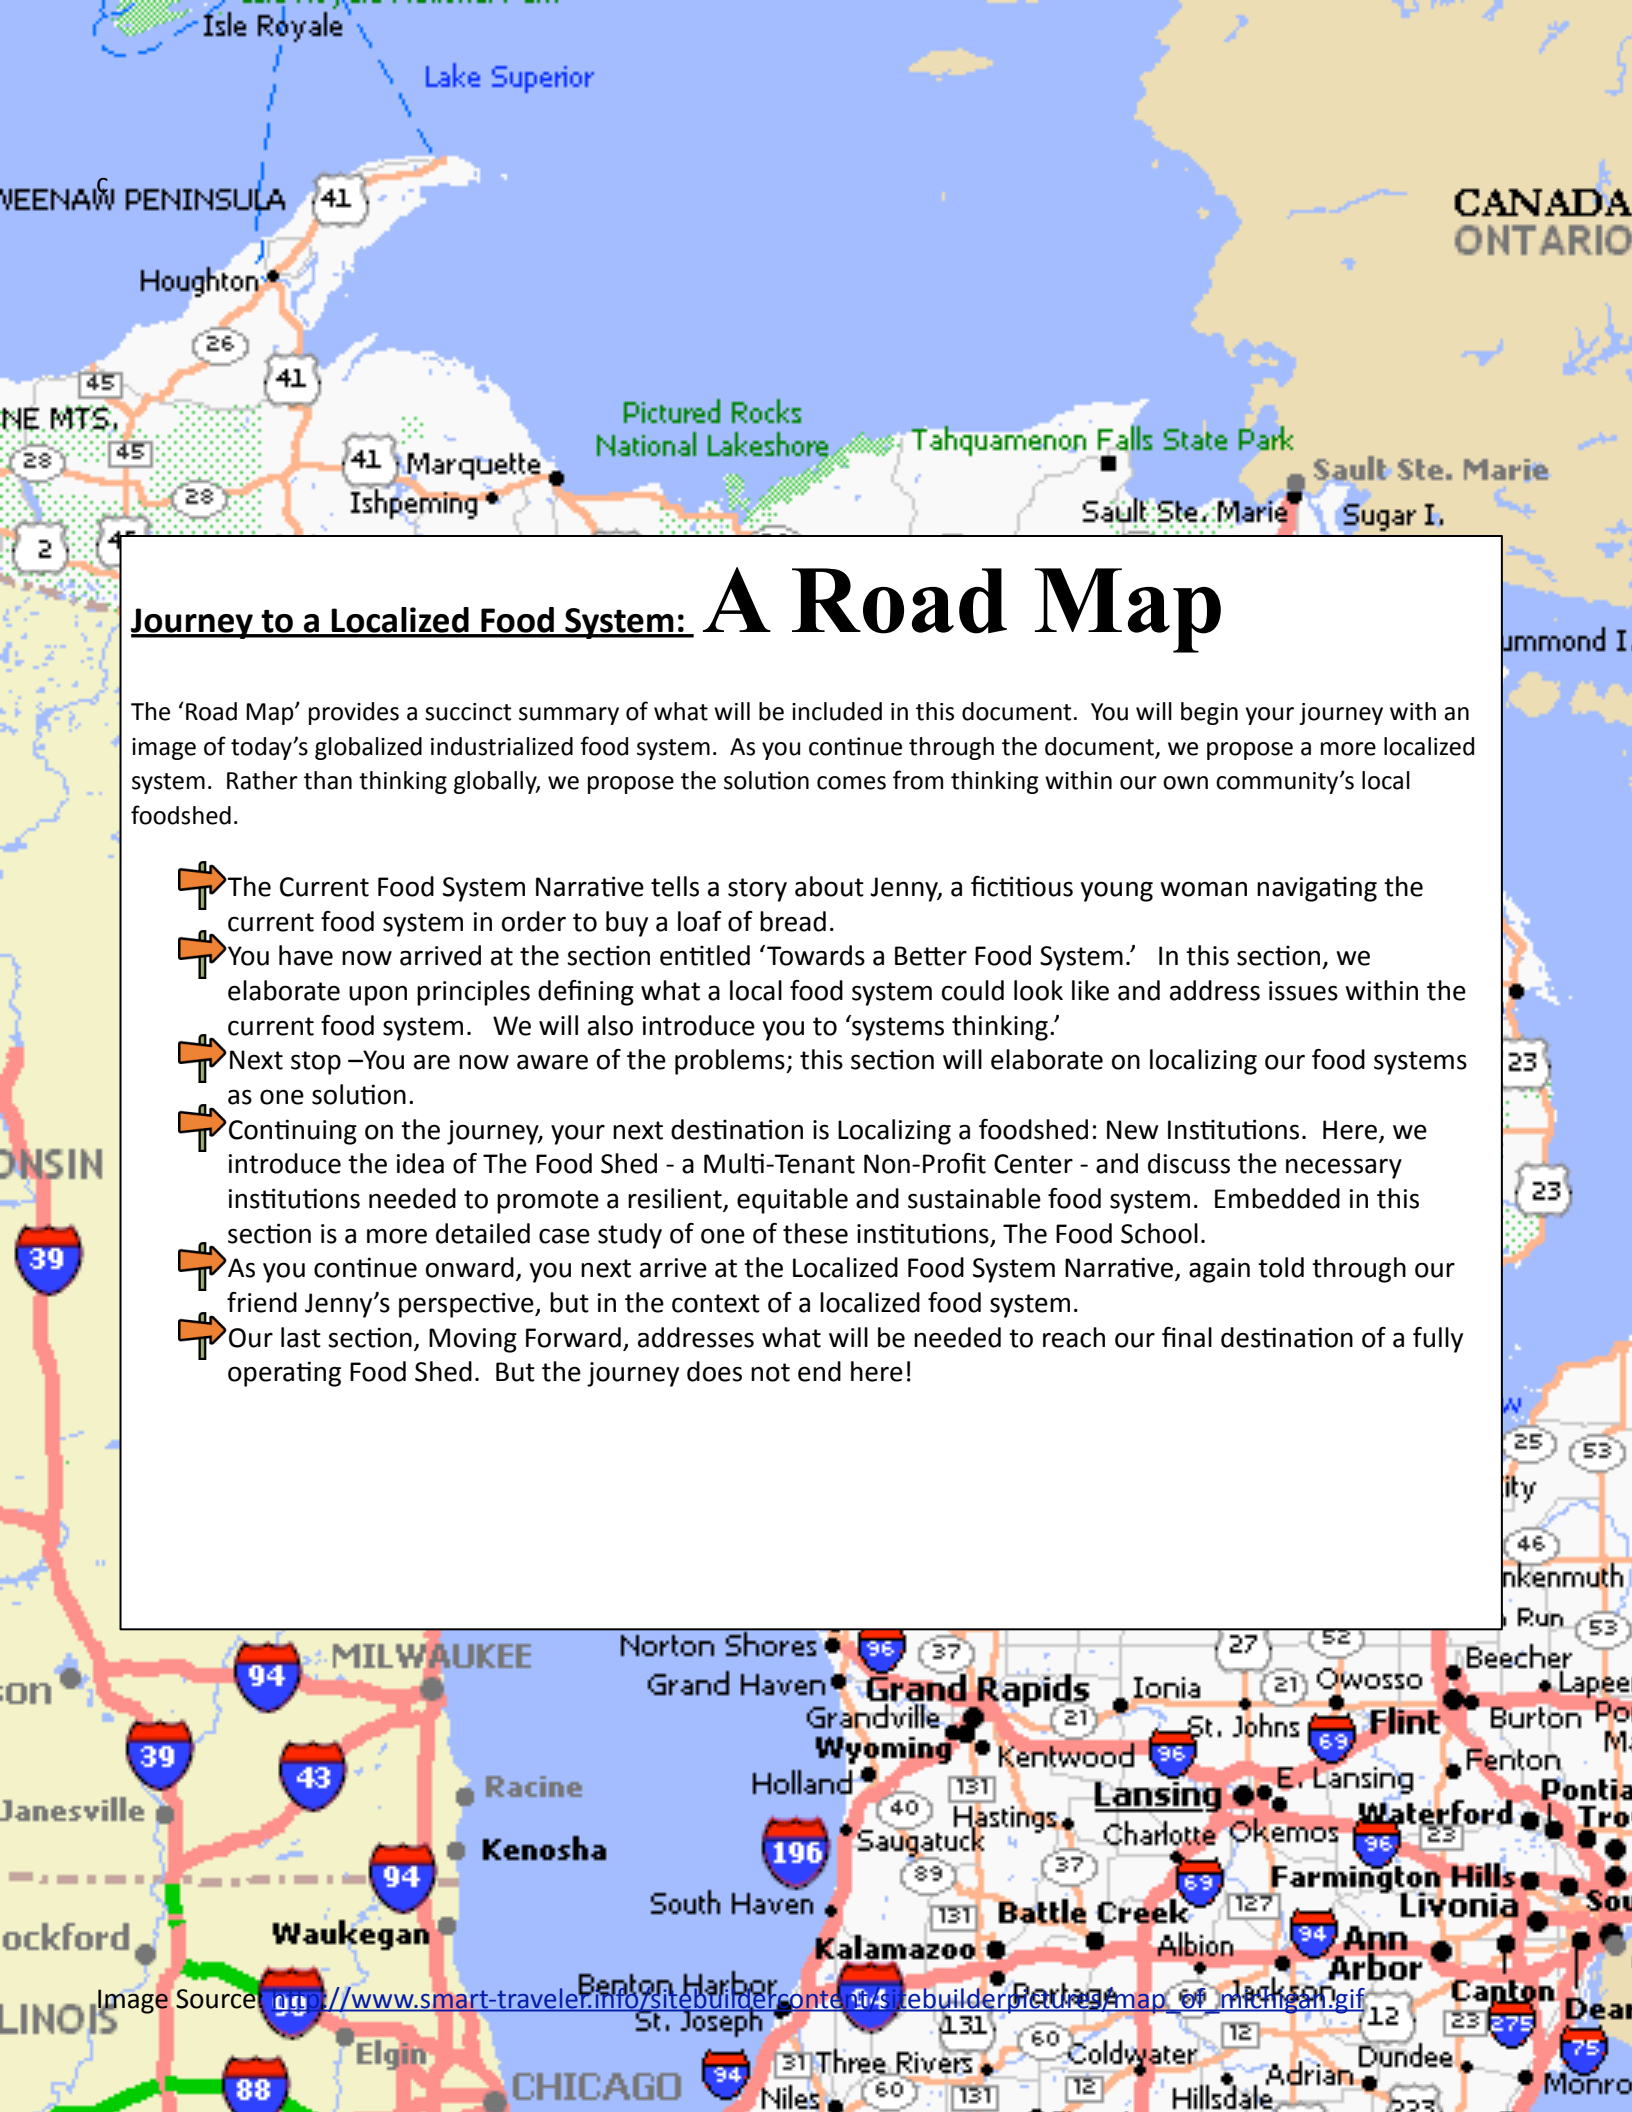 Isle Royale
Lake Superior
C
WEENAW PENINSULA
41
CANADA
ONTARIO
Houghton
26
41
45
NE MTS.
Pictured Rocks
National Lakeshore
Tahquamenon Falls State Park
28
45
41
Marquette
Sault Ste. Marie
28
Ishpeming
Sault Ste. Marie
Sugar I.
2
45
Journey to a Localized Food System: A Road Map
ummond I.
The ‘Road Map’ provides a succinct summary of what will be included in this document.  You will begin your journey with an
image of today’s globalized industrialized food system.  As you continue through the document, we propose a more localized
system.  Rather than thinking globally, we propose the solution comes from thinking within our own community’s local
foodshed.
The Current Food System Narrative tells a story about Jenny, a fictitious young woman navigating the
current food system in order to buy a loaf of bread.
You have now arrived at the section entitled ‘Towards a Better Food System.’   In this section, we
elaborate upon principles defining what a local food system could look like and address issues within the
current food system.   We will also introduce you to ‘systems thinking.’
Next stop –You are now aware of the problems; this section will elaborate on localizing our food systems
as one solution.
Continuing on the journey, your next destination is Localizing a foodshed: New Institutions.  Here, we
introduce the idea of The Food Shed - a Multi-Tenant Non-Profit Center - and discuss the necessary
institutions needed to promote a resilient, equitable and sustainable food system.  Embedded in this
section is a more detailed case study of one of these institutions, The Food School.
As you continue onward, you next arrive at the Localized Food System Narrative, again told through our
friend Jenny’s perspective, but in the context of a localized food system.
Our last section, Moving Forward, addresses what will be needed to reach our final destination of a fully
operating Food Shed.  But the journey does not end here!
23
23
ONSIN
39
w
25
53
ity
46
nkenmuth
Run
53
MILWAUKEE
94
Norton Shores
96
37
27
52
Beecher
son
Grand Haven
Grand Rapids
Ionia
21
Owosso
Lapeer
Grandville
21
St. Johns
69
Flint
Burton
Po
39
Wyoming
Kentwood
96
Fenton
M
43
Racine
Holland
131
Lansing
E. Lansing
Pontia
Janesville
40
Hastings
Waterford
Tro
Kenosha
196
Saugatuck
Charlotte
Okemos
96
23
94
89
37
69
Farmington Hills
South Haven
131
Battle Creek
127
Livonia
Sou
ockford
Waukegan
Kalamazoo
Albion
94
Ann
Arbor
Benton Harbor
Portage
Jackson
Canton
Image Source http://www.smart-traveler.info/sitebuildercontent/sitebuilderpictures/map_of_michigan.gif
90
94
LINOIS
St. Joseph
131
60
12
12
23
275
Dear
Elgin
94
31
Three Rivers
Coldwater
Dundee
75
88
CHICAGO
Niles
60
131
12
Hillsdale
Adrian
223
Monro